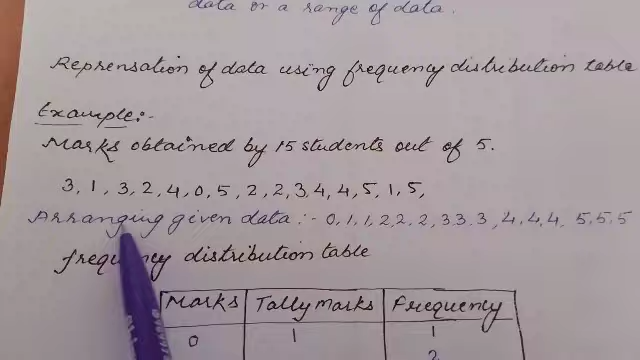 data or a range of data.
Reprensation of data using frequency distribution table
Example:-
Marks obtained by 15 students out of 5.
3, 1, 3, 2, 4, 0, 5, 2, 2, 3, 4, 4, 5, 1, 5,
Arranging given data:- 0, 1, 1, 2, 2, 2, 3, 3, 3, 4, 4, 4, 5, 5, 5
frequency distribution table
Marks Tally marks Frequency
0 1 1
2